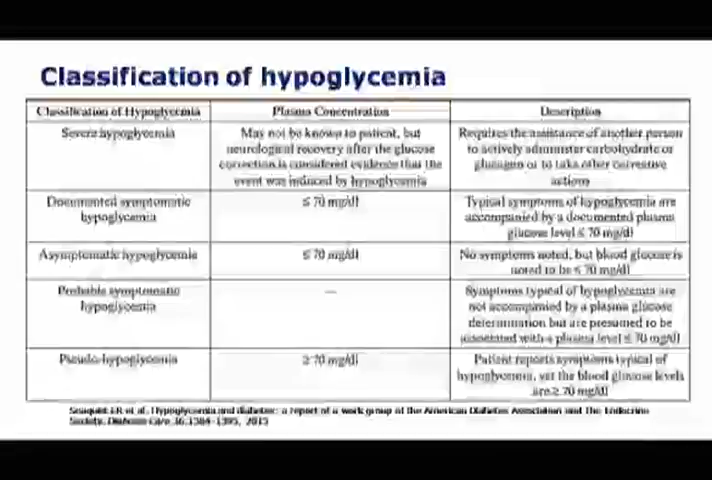 Classification of hypoglycemia
Classification of Hypoglycemia
Plasma Concentration
Description
Severe hypoglycemia
May not be known to patient, but
neurological recovery after the glucose
correction is considered evidence that the
event was induced by hypoglycemia
Requires the assistance of another person
to actively administer carbohydrate or
glucagon or to take other corrective
actions
Documented symptomatic
hypoglycemia
≤ 70 mg/dl
Typical symptoms of hypoglycemia are
accompanied by a documented plasma
glucose level ≤ 70 mg/dl
Asymptomatic hypoglycemia
≤ 70 mg/dl
No symptoms noted, but blood glucose is
noted to be ≤ 70 mg/dl
Probable symptomatic
hypoglycemia
—
Symptoms typical of hypoglycemia are
not accompanied by a plasma glucose
determination but are presumed to be
associated with a plasma level ≤ 70 mg/dl
Pseudo-hypoglycemia
≥ 70 mg/dl
Patient reports symptoms typical of
hypoglycemia, yet the blood glucose levels
are ≥ 70 mg/dl
Seaquist ER et al. Hypoglycemia and diabetes: a report of a workgroup of the American Diabetes Association and The Endocrine
Society. Diabetes Care 36:1384–1395, 2013